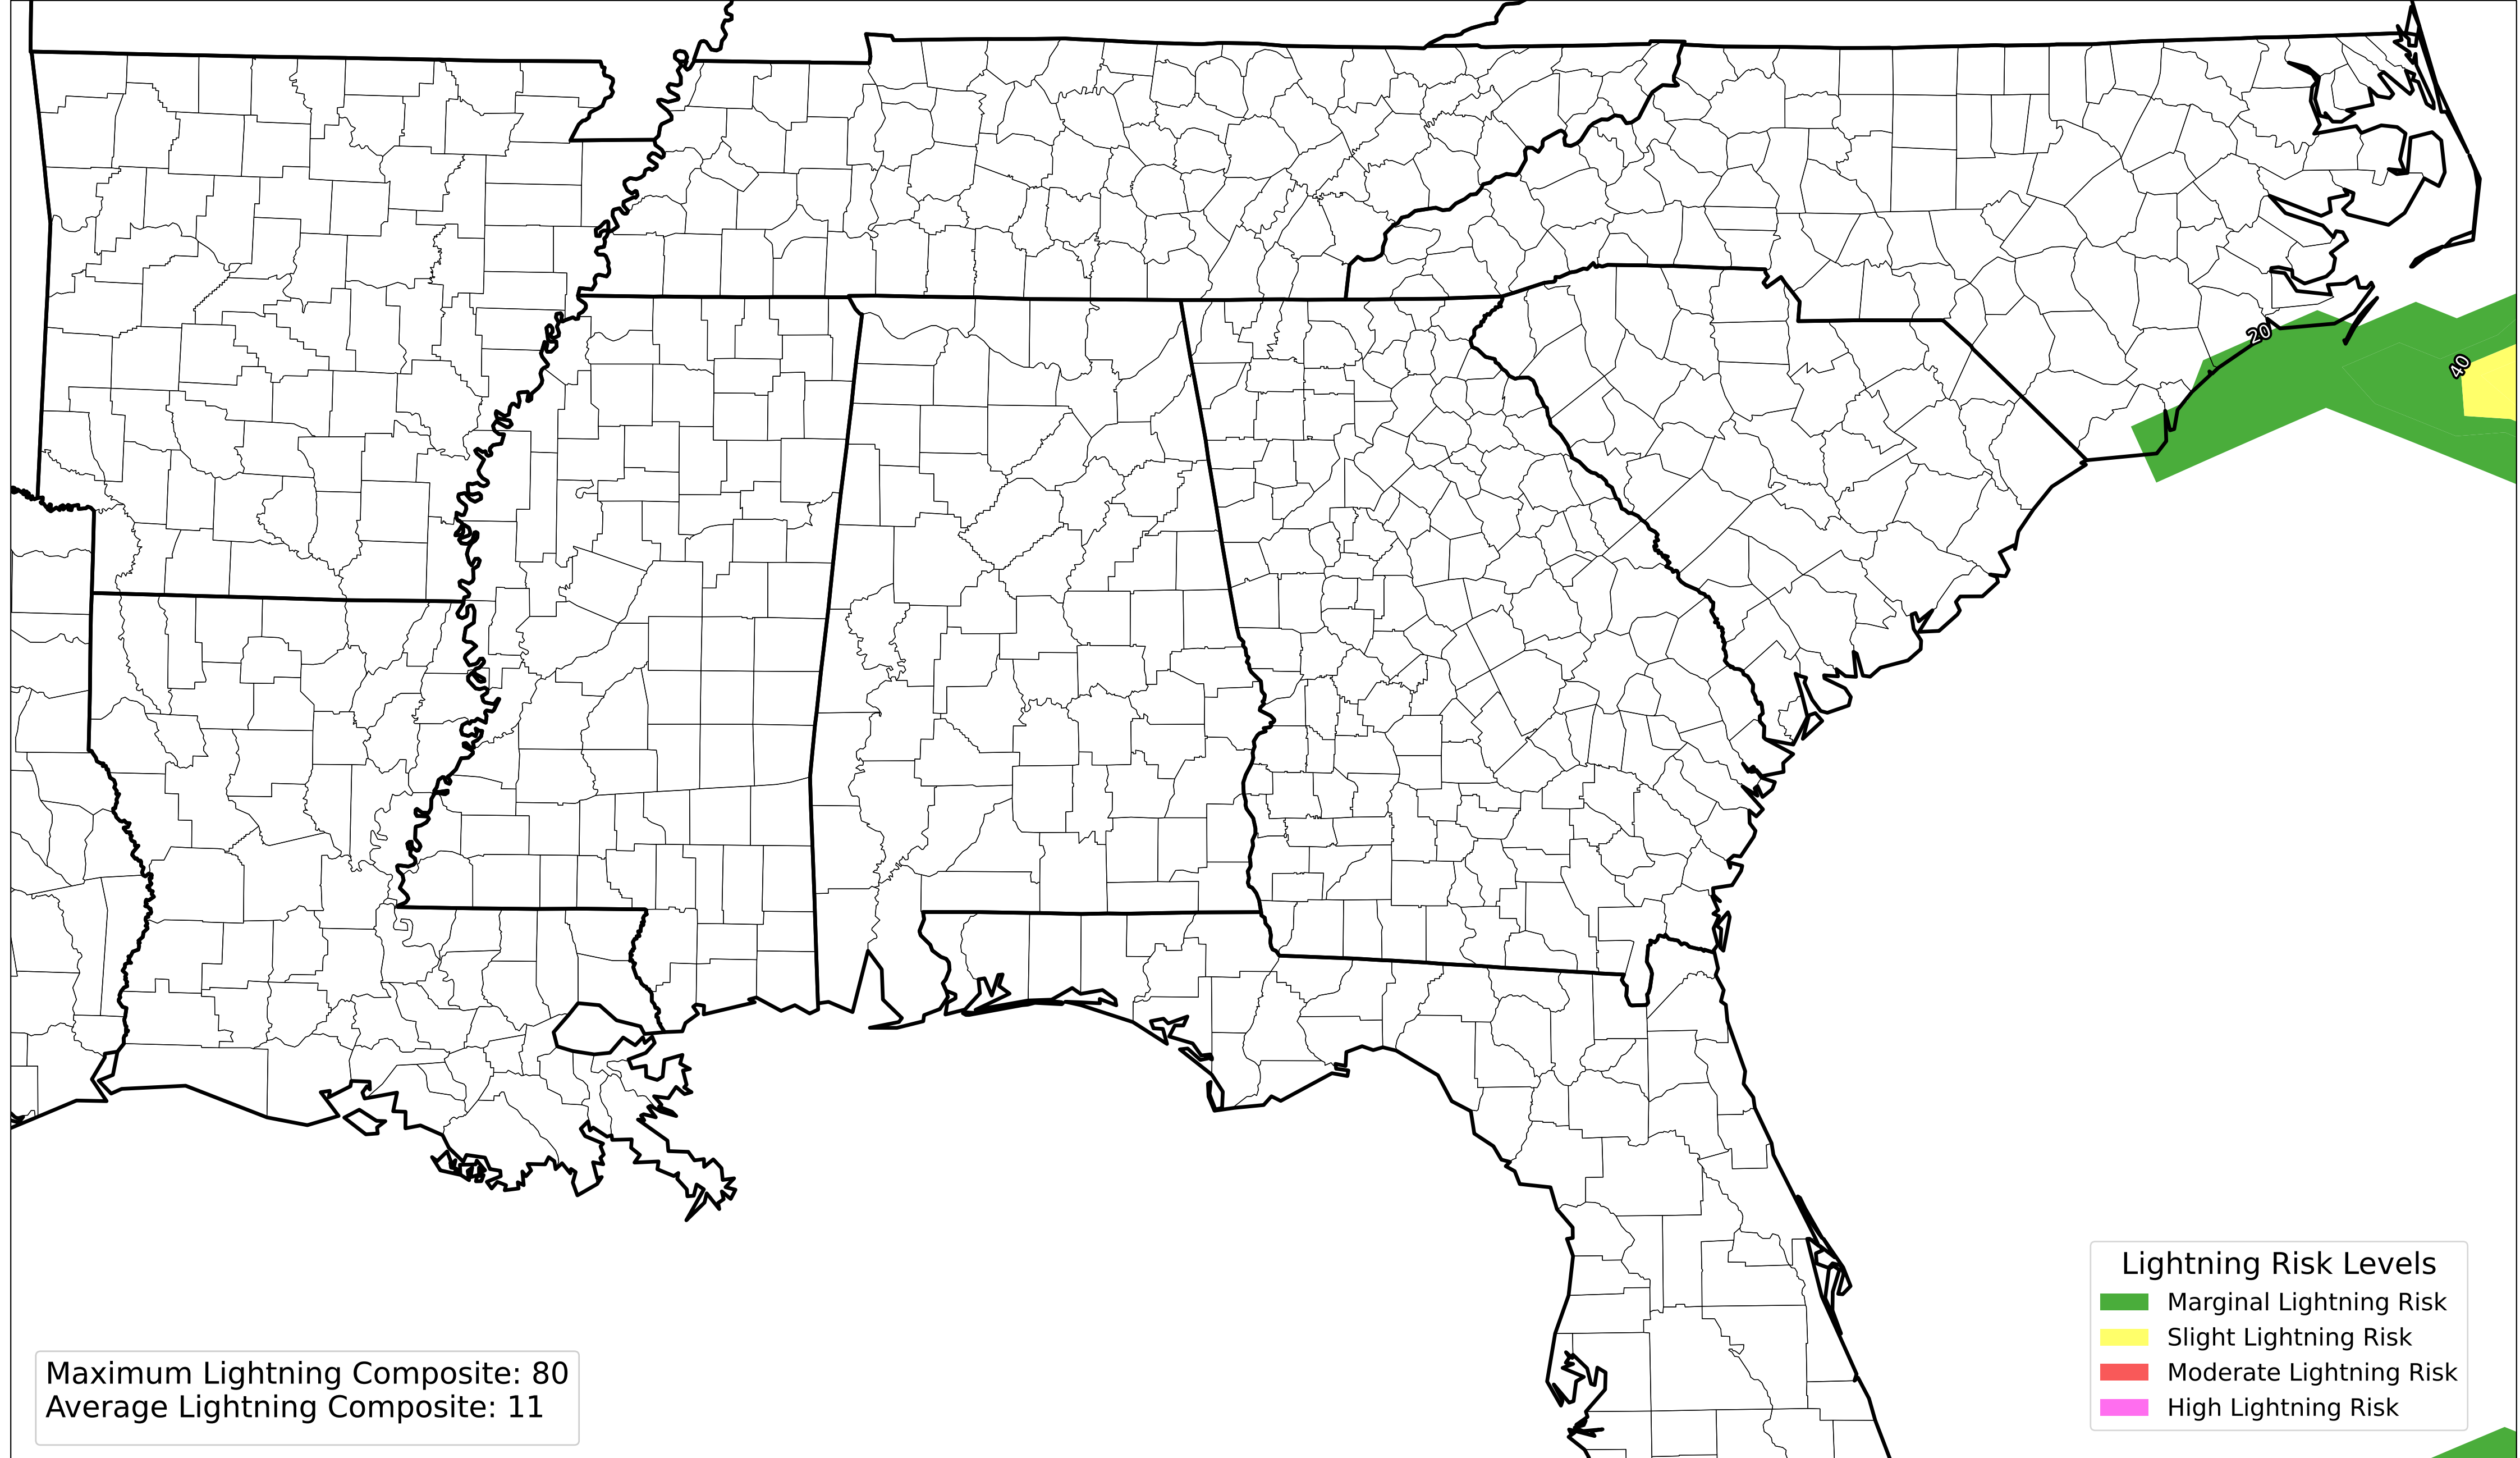 20
40
Lightning Risk Levels
Marginal Lightning Risk
Slight Lightning Risk
Moderate Lightning Risk
High Lightning Risk
Maximum Lightning Composite: 80
Average Lightning Composite: 11